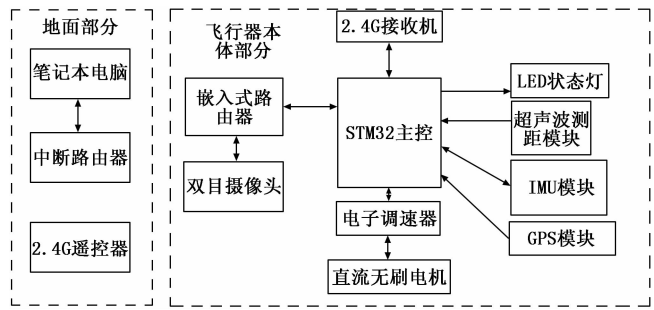 地面部分
笔记本电脑
中断路由器
2.4G遥控器
飞行器本
体部分
2.4G接收机
嵌入式路
由器
双目摄像头
STM32主控
电子调速器
直流无刷电机
LED状态灯
超声波测
距模块
IMU模块
GPS模块